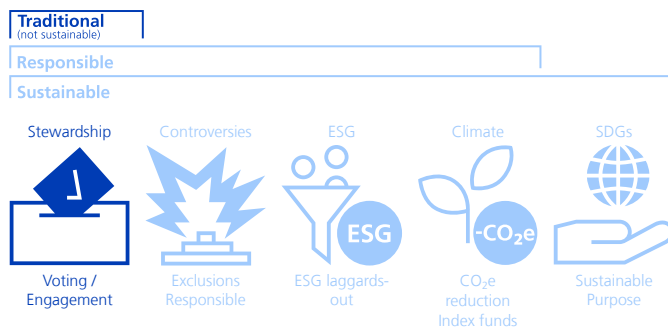 Traditional
(not sustainable)
Responsible
Sustainable
Stewardship
Controversies
ESG
Climate
SDGs
ESG
-CO₂e
Voting /
Engagement
Exclusions
Responsible
ESG laggards-
out
CO₂e
reduction
Index funds
Sustainable
Purpose